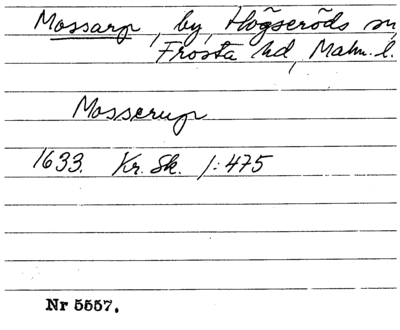 Mossarp, by, Högseröds sn,
Frosta hd, Malm. l.
Mosserup
1633. Kr. Sk. 1:475
Nr 5557.